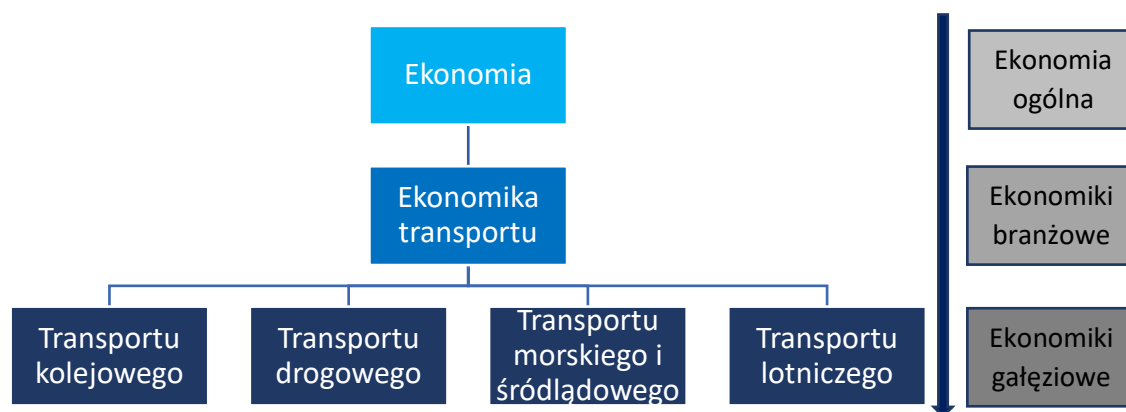 Ekonomia
Ekonomika
transportu
Transportu
kolejowego
Transportu
drogowego
Transportu
morskiego i
śródlądowego
Transportu
lotniczego
Ekonomia
ogólna
Ekonomiki
branżowe
Ekonomiki
gałęziowe